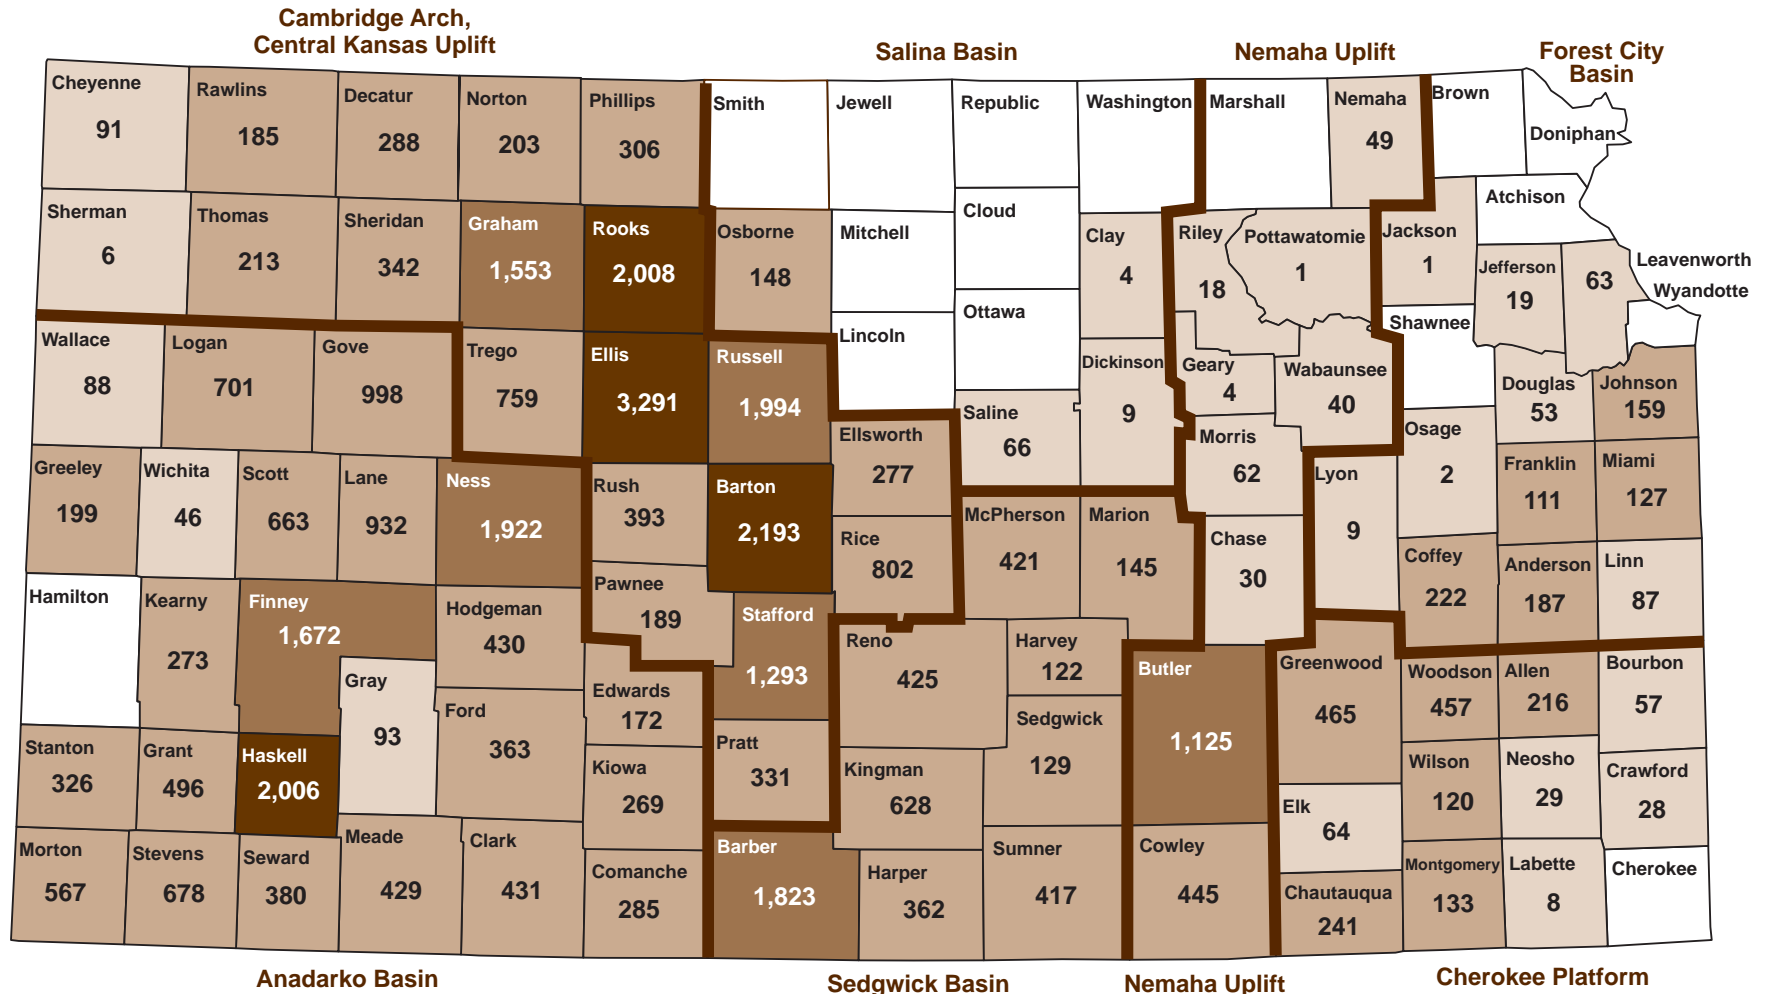 Cambridge Arch,
Central Kansas Uplift
Salina Basin
Nemaha Uplift
Forest City
Basin
Cheyenne
91
Rawlins
185
Decatur
288
Norton
203
Phillips
306
Smith
Jewell
Republic
Washington
Marshall
Nemaha
49
Brown
Doniphan
Atchison
Sherman
6
Thomas
213
Sheridan
342
Graham
1,553
Rooks
2,008
Osborne
148
Mitchell
Cloud
Clay
4
Riley
18
Pottawatomie
1
Jackson
1
Jefferson
19
63
Leavenworth
Wyandotte
Ottawa
Lincoln
Shawnee
Wallace
88
Logan
701
Gove
998
Trego
759
Ellis
3,291
Russell
1,994
Dickinson
9
Geary
4
Wabaunsee
40
Douglas
53
Johnson
159
Ellsworth
277
Saline
66
Morris
62
Osage
2
Greeley
199
Wichita
46
Scott
663
Lane
932
Ness
1,922
Rush
393
Barton
2,193
Lyon
9
Franklin
111
Miami
127
Rice
802
McPherson
421
Marion
145
Chase
30
Coffey
222
Anderson
187
Linn
87
Hamilton
Kearny
273
Finney
1,672
Hodgeman
430
Pawnee
189
Stafford
1,293
Reno
425
Harvey
122
Butler
1,125
Greenwood
465
Woodson
457
Allen
216
Bourbon
57
Gray
93
Ford
363
Edwards
172
Stanton
326
Grant
496
Haskell
2,006
Kiowa
269
Pratt
331
Kingman
628
Sedgwick
129
Elk
64
Wilson
120
Neosho
29
Crawford
28
Morton
567
Stevens
678
Seward
380
Meade
429
Clark
431
Comanche
285
Barber
1,823
Harper
362
Sumner
417
Cowley
445
Chautauqua
241
Montgomery
133
Labette
8
Cherokee
Anadarko Basin
Sedgwick Basin
Nemaha Uplift
Cherokee Platform